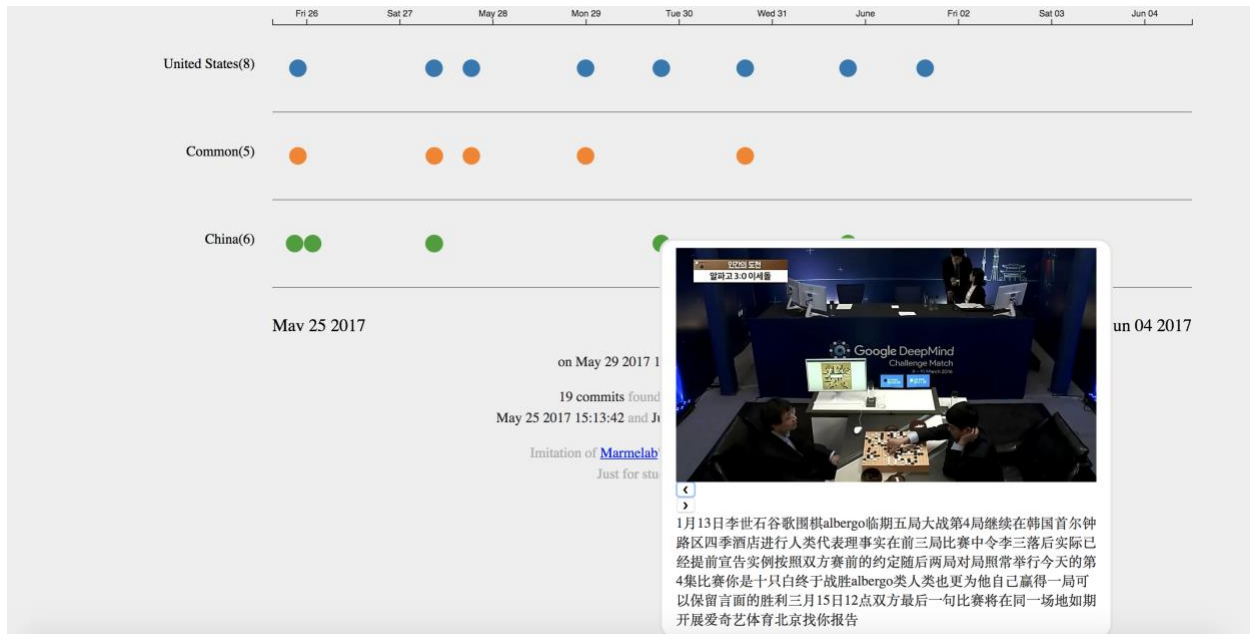 Fri 26 Sat 27 May 28 Mon 29 Tue 30 Wed 31 June Fri 02 Sat 03 Jun 04
United States(8)
Common(5)
China(6)
인간의 도전
알파고 3:0 이세돌
May 25 2017
un 04 2017
Google DeepMind
Challenge Match
on May 29 2017 1
19 commits found
May 25 2017 15:13:42 and Ju
Imitation of Marmelab'
Just for stu
1月13日李世石谷歌围棋albergo临期五局大战第4局继续在韩国首尔钟
路区四季酒店进行人类代表理事实在前三局比赛中令李三落后实际已
经提前宣告实例按照双方赛前的约定随后两局对局照常举行今天的第
4集比赛你是十只白终于战胜albergo类人类也更为他自己赢得一局可
以保留言面的胜利三月15日12点双方最后一句比赛将在同一场地如期
开展爱奇艺体育北京找你报告